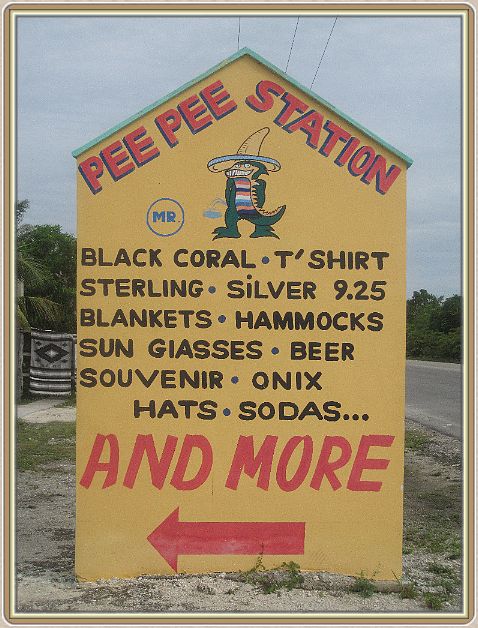 PEE PEE STATION
MR.
BLACK CORAL • T'SHIRT
STERLING • SiLVER 9.25
BLANKETS • HAMMOCKS
SUN GIASSES • BEER
SOUVENIR • ONIX
HATS • SODAS...
AND MORE